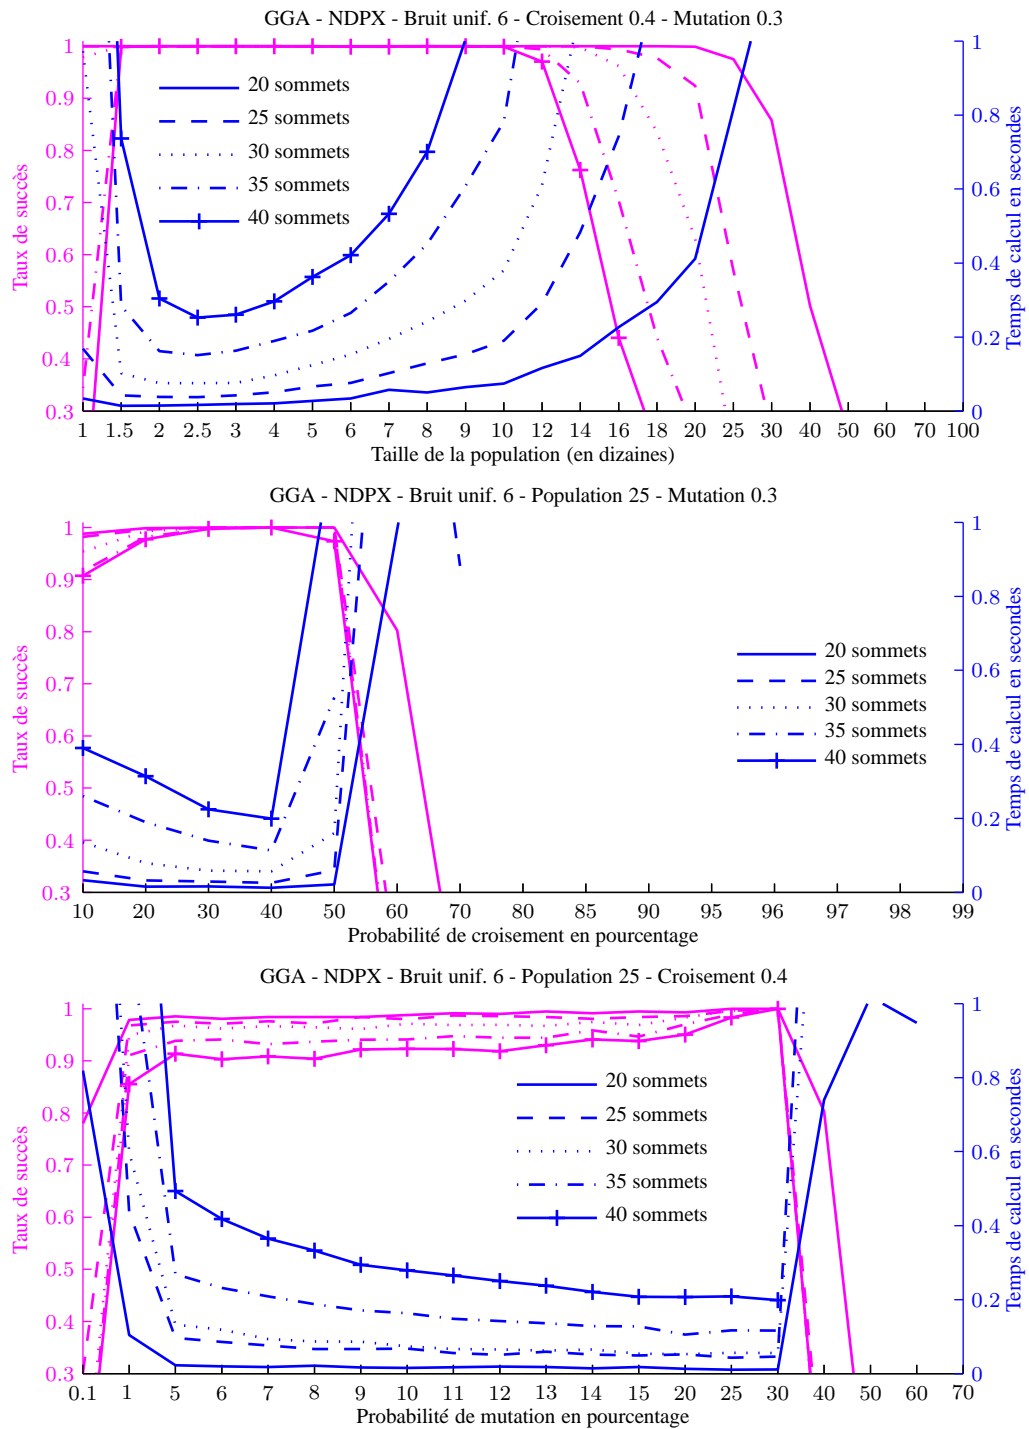 GGA - NDPX - Bruit unif. 6 - Croisement 0.4 - Mutation 0.3
Taux de succès
1
0.9
0.8
0.7
0.6
0.5
0.4
0.3
20 sommets
25 sommets
30 sommets
35 sommets
40 sommets
1
0.8
0.6
0.4
0.2
0
Temps de calcul en secondes
1 1.5 2 2.5 3 4 5 6 7 8 9 10 12 14 16 18 20 25 30 40 50 60 70 100
Taille de la population (en dizaines)
GGA - NDPX - Bruit unif. 6 - Population 25 - Mutation 0.3
Taux de succès
1
0.9
0.8
0.7
0.6
0.5
0.4
0.3
20 sommets
25 sommets
30 sommets
35 sommets
40 sommets
1
0.8
0.6
0.4
0.2
0
Temps de calcul en secondes
10 20 30 40 50 60 70 80 85 90 95 96 97 98 99
Probabilité de croisement en pourcentage
GGA - NDPX - Bruit unif. 6 - Population 25 - Croisement 0.4
Taux de succès
1
0.9
0.8
0.7
0.6
0.5
0.4
0.3
20 sommets
25 sommets
30 sommets
35 sommets
40 sommets
1
0.8
0.6
0.4
0.2
0
Temps de calcul en secondes
0.1 1 5 6 7 8 9 10 11 12 13 14 15 20 25 30 40 50 60 70
Probabilité de mutation en pourcentage